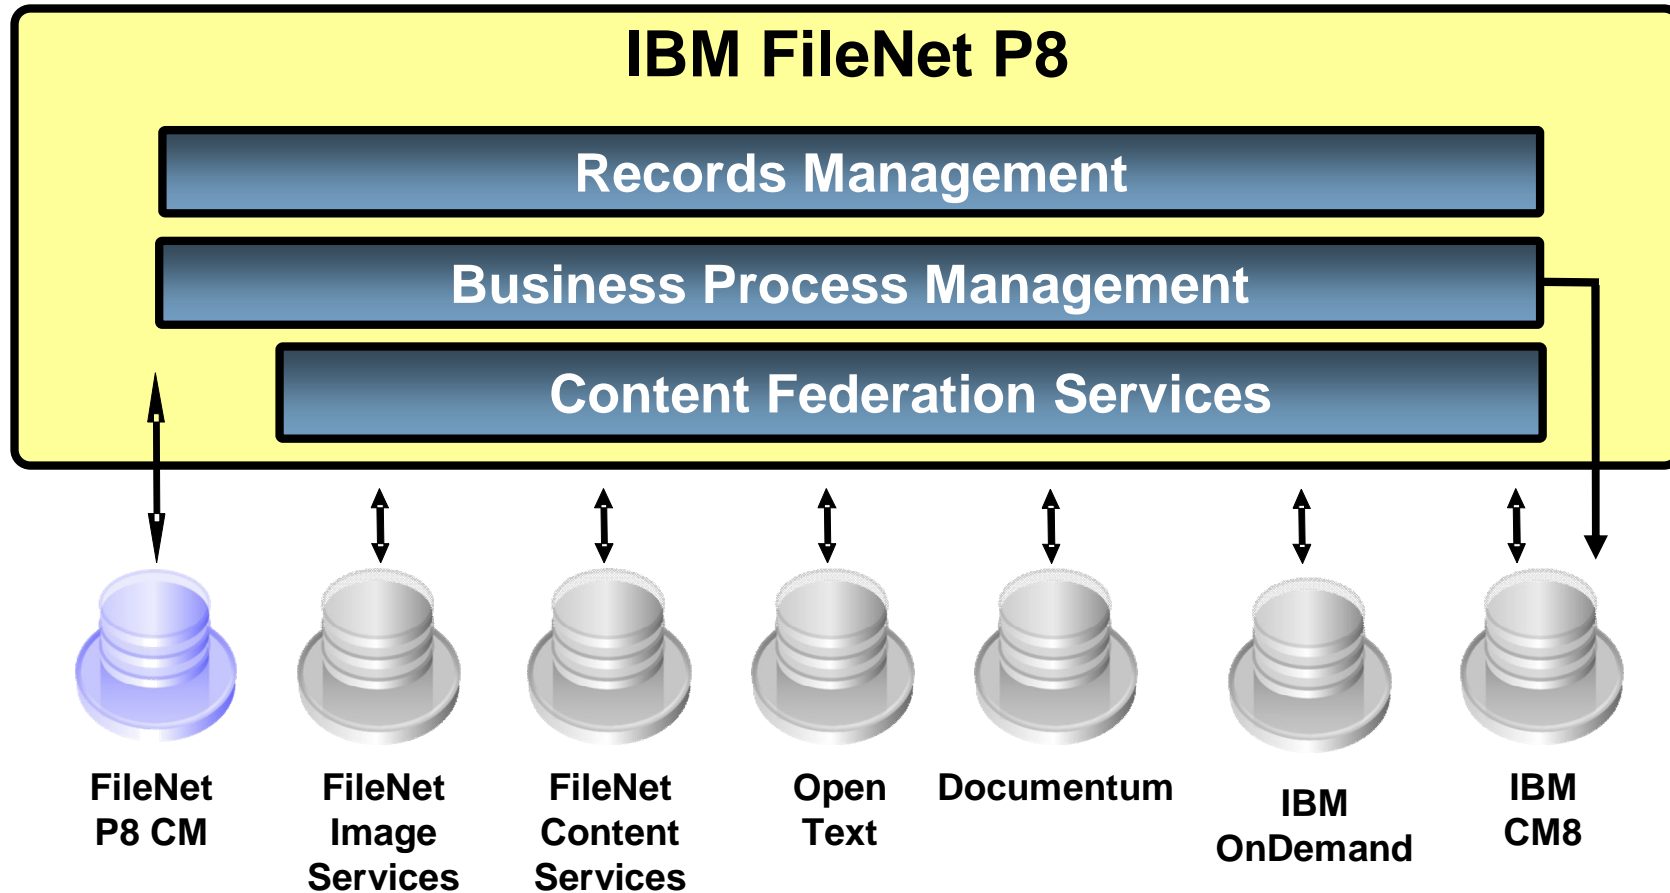 IBM FileNet P8
Records Management
Business Process Management
Content Federation Services
FileNet
P8 CM
FileNet
Image
Services
FileNet
Content
Services
Open
Text
Documentum
IBM
OnDemand
IBM
CM8